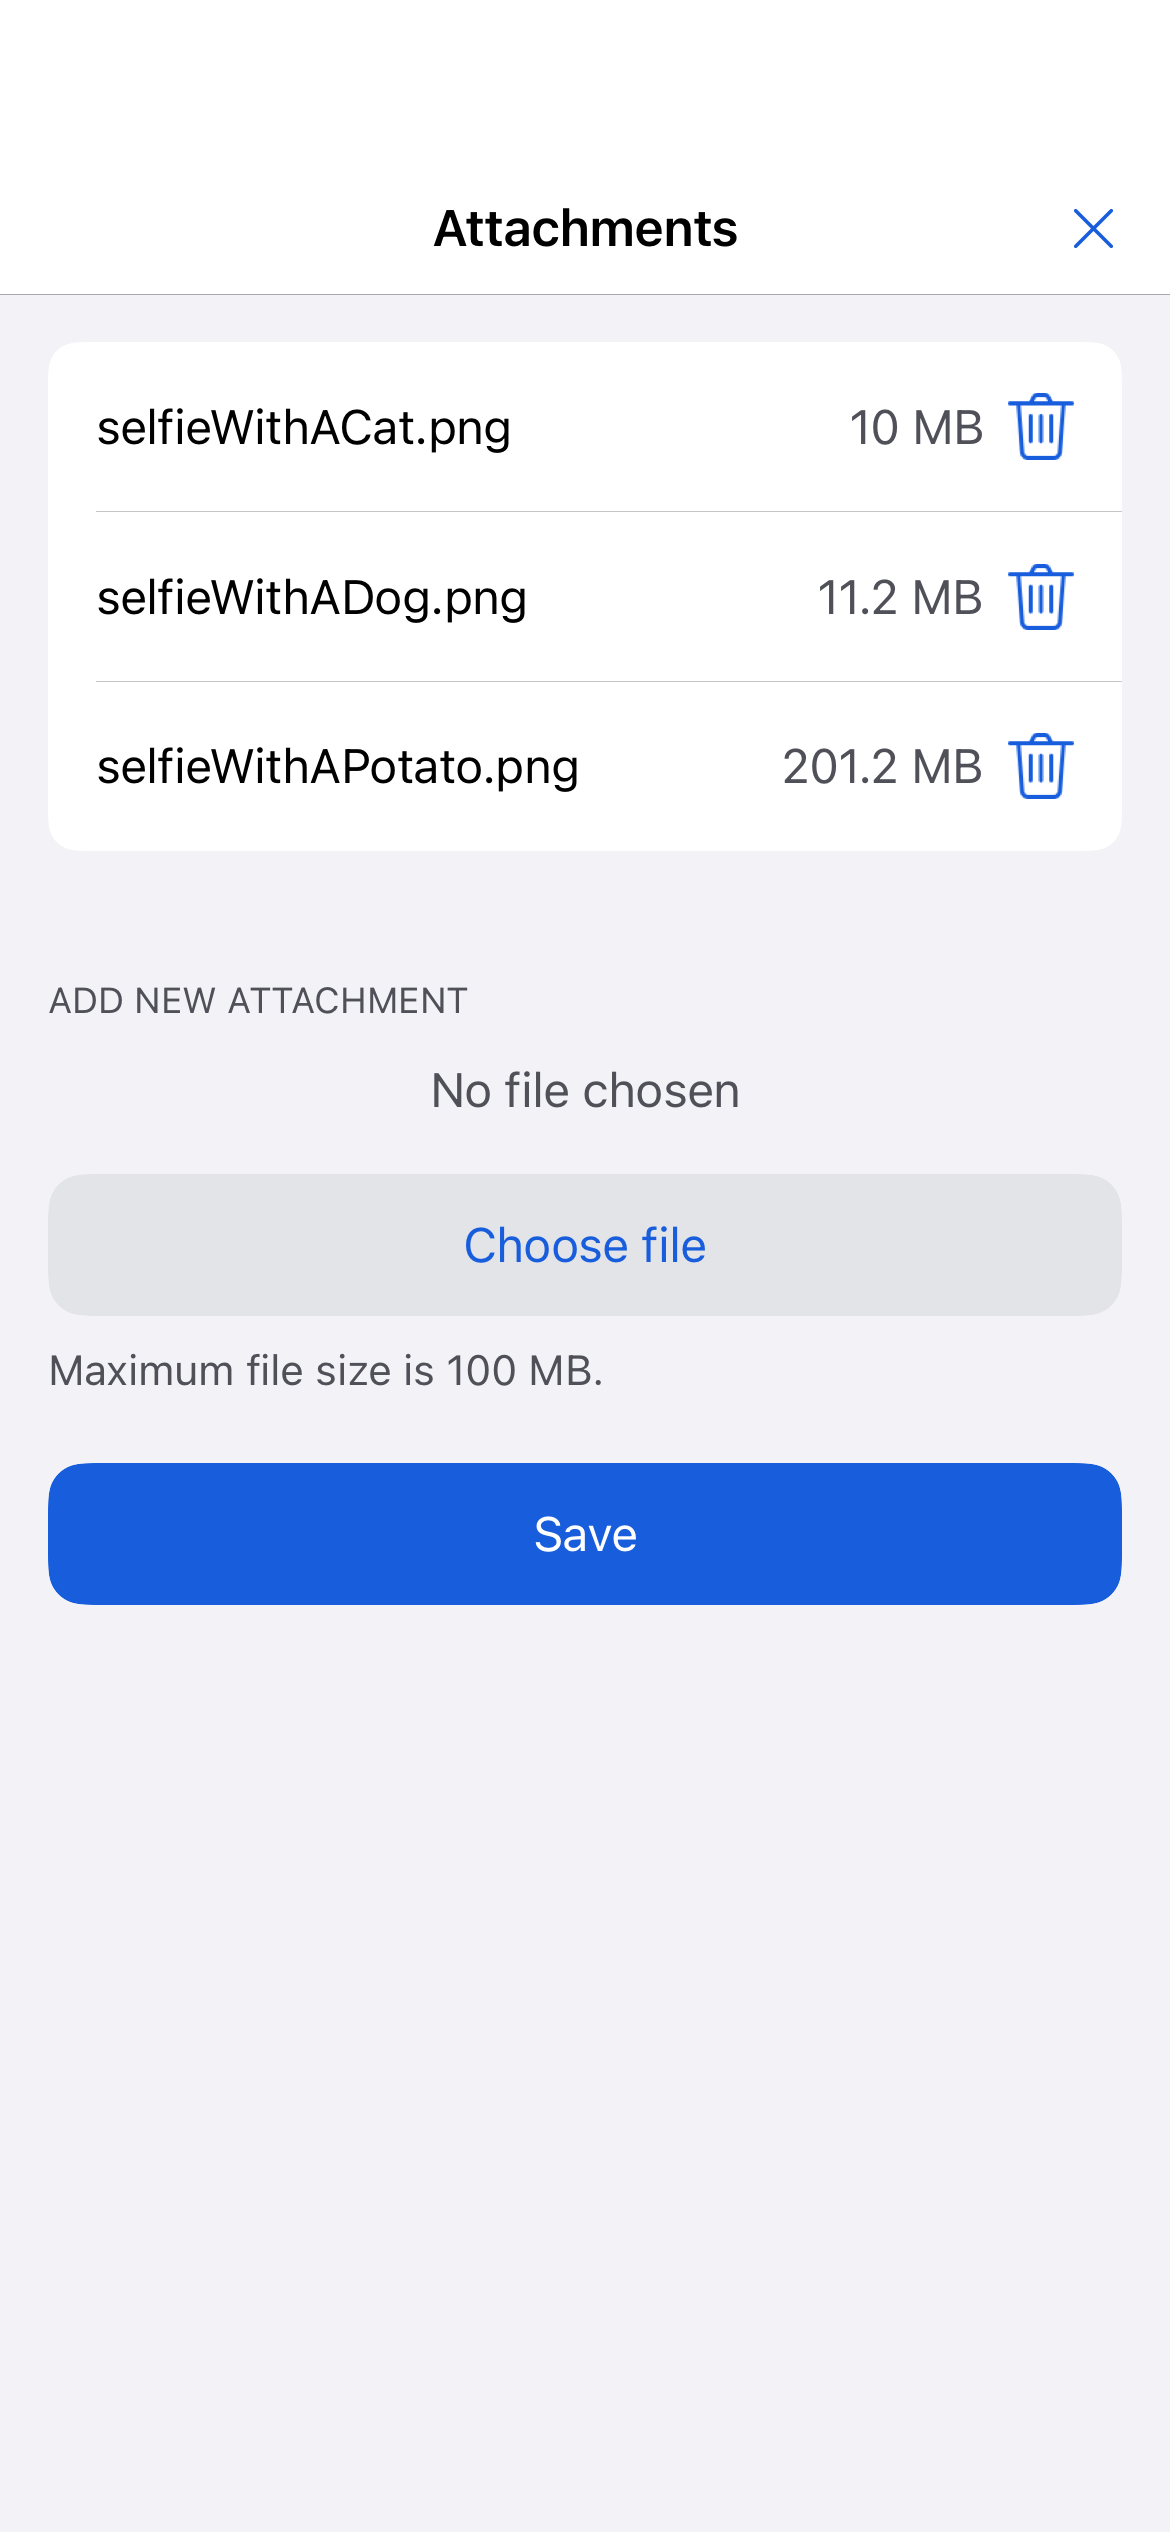 Attachments
selfieWithACat.png 10 MB
selfieWithADog.png 11.2 MB
selfieWithAPotato.png 201.2 MB
ADD NEW ATTACHMENT
No file chosen
Choose file
Maximum file size is 100 MB.
Save